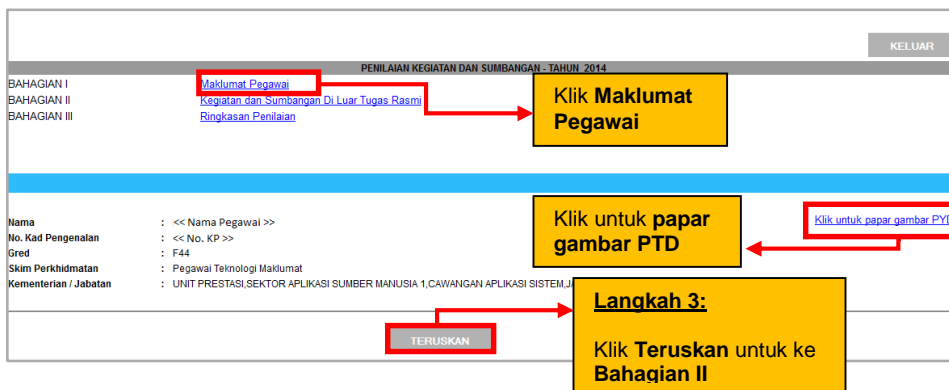 KELUAR
PENILAIAN KEGIATAN DAN SUMBANGAN - TAHUN 2014
BAHAGIAN I Maklumat Pegawai
BAHAGIAN II Kegiatan dan Sumbangan Di Luar Tugas Rasmi
BAHAGIAN III Ringkasan Penilaian
Klik Maklumat
Pegawai
Nama : << Nama Pegawai >>
No. Kad Pengenalan : << No. KP >>
Gred : F44
Skim Perkhidmatan : Pegawai Teknologi Maklumat
Kementerian / Jabatan : UNIT PRESTASI,SEKTOR APLIKASI SUMBER MANUSIA 1,CAWANGAN APLIKASI SISTEM,
Klik untuk papar
gambar PTD
Klik untuk papar gambar PYD
TERUSKAN
Langkah 3:
Klik Teruskan untuk ke
Bahagian II